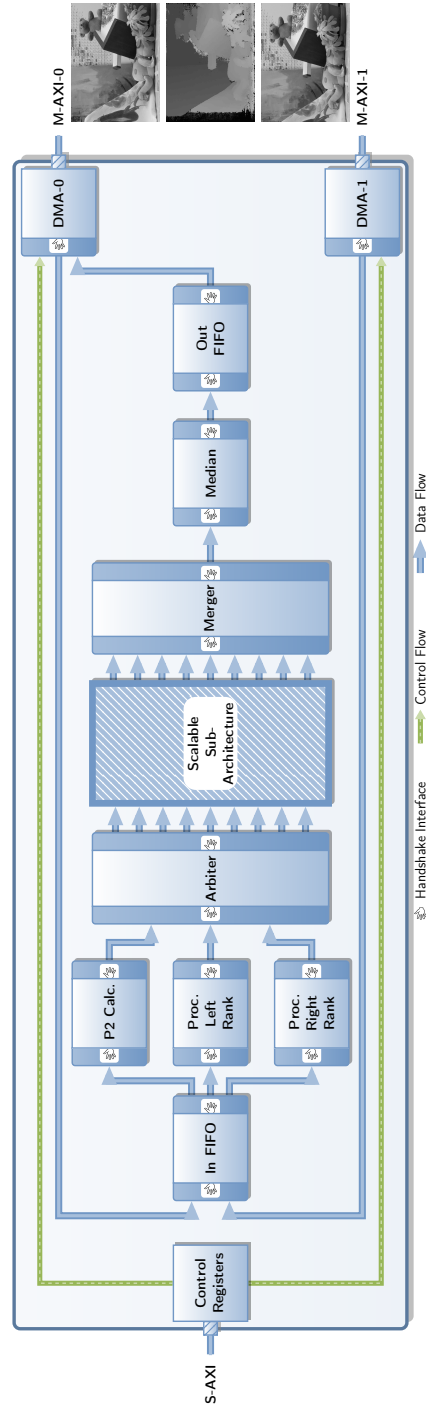 S-AXI
Control
Registers
In FIFO
P2 Calc.
Proc.
Left
Rank
Proc.
Right
Rank
Arbiter
Scalable
Sub-
Architecture
Merger
Median
Out
FIFO
DMA-0
M-AXI-0
DMA-1
M-AXI-1
Handshake Interface
Control Flow
Data Flow